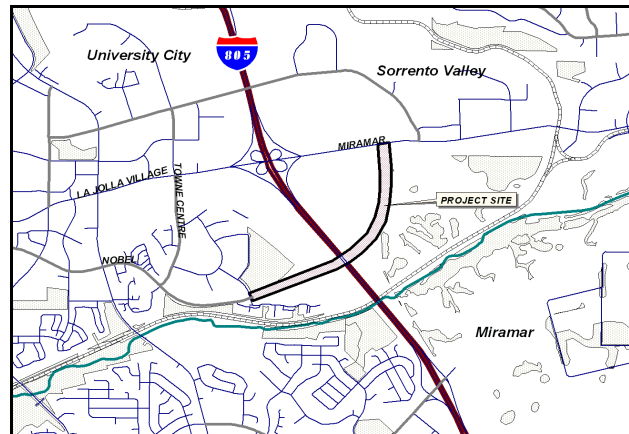 University City
805
Sorrento Valley
MIRAMAR
LA JOLLA VILLAGE
TOWNE CENTRE
PROJECT SITE
NOBEL
Miramar